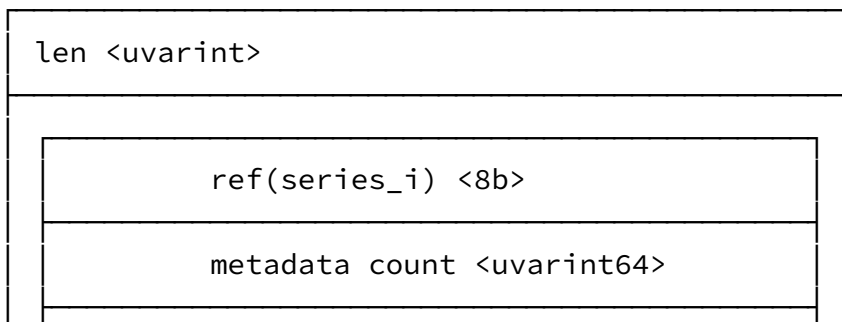 len <uvarint>
ref(series_i) <8b>
metadata count <uvarint64>